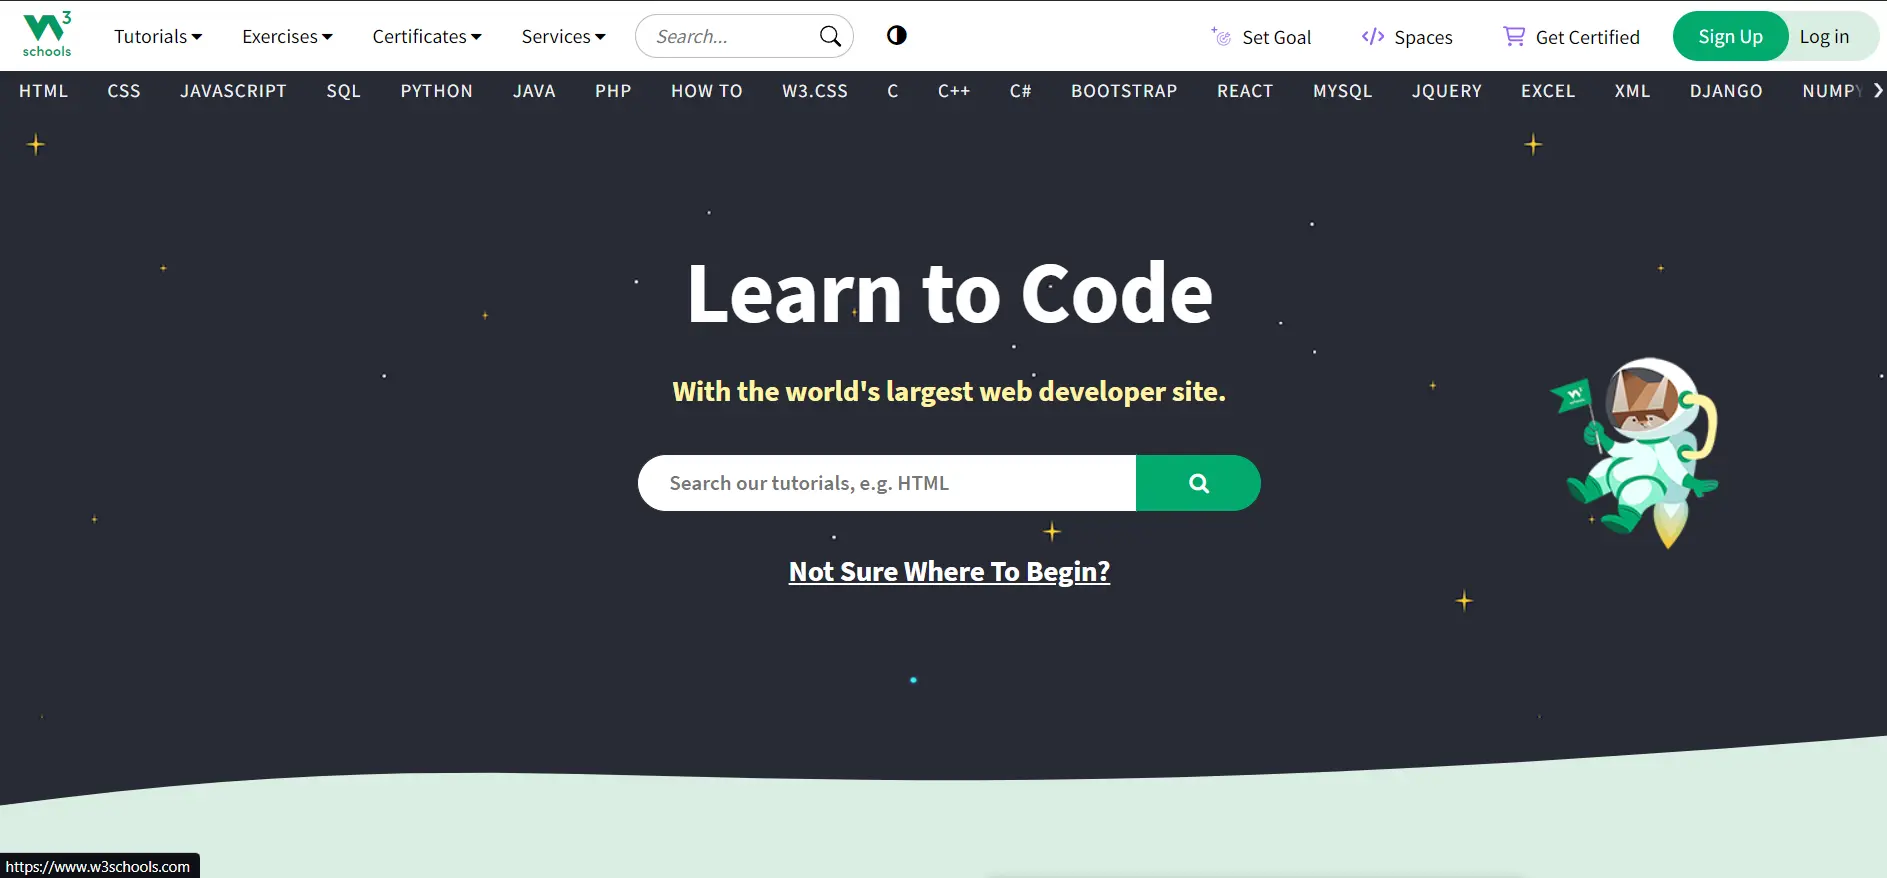 W3 schools
Tutorials Exercises Certificates Services Search... Set Goal Spaces Get Certified Sign Up Log in
HTML CSS JAVASCRIPT SQL PYTHON JAVA PHP HOW TO W3.CSS C C++ C# BOOTSTRAP REACT MYSQL JQUERY EXCEL XML DJANGO NUMPY
Learn to Code
With the world's largest web developer site.
Search our tutorials, e.g. HTML
Not Sure Where To Begin?
https://www.w3schools.com